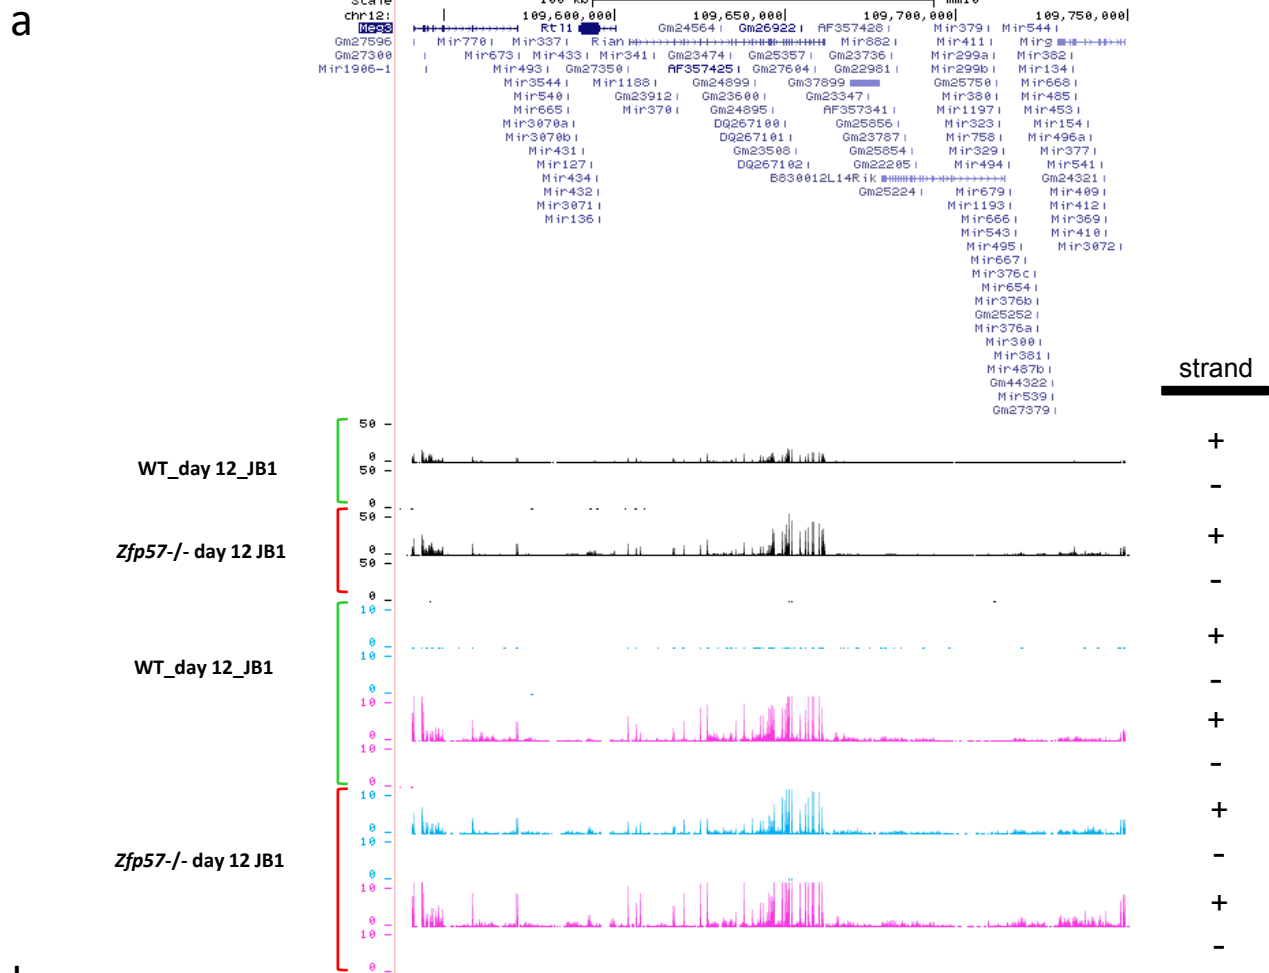 a
Scale 100 kb mm10
chr12: 109,600,000 109,650,000 109,700,000 109,750,000
Meg3 Rtl1 Gm24564 Gm26922 AF357428 Mir379 Mir544
Gm27596 Mir770 Mir337 Rian Mir882 Mir411 Mirg
Gm27300 Mir673 Mir433 Mir341 Gm23474 Gm25357 Gm23736 Mir299a Mir382
Mir1906-1 Mir493 Gm27350 AF357425 Gm27604 Gm22981 Mir299b Mir134
Mir3544 Mir1188 Gm24899 Gm37899 Gm25750 Mir668
Mir540 Gm23912 Gm23600 Gm23347 Mir380 Mir485
Mir665 Mir370 Gm24895 AF357341 Mir1197 Mir453
Mir3070a DQ267100 Gm25856 Mir323 Mir154
Mir3070b DQ267101 Gm23787 Mir758 Mir496a
Mir431 Gm23508 Gm25854 Mir329 Mir377
Mir127 DQ267102 Gm22205 Mir494 Mir541
Mir434 B830012L14Rik Gm24321
Mir432 Gm25224 Mir679 Mir409
Mir3071 Mir1193 Mir412
Mir136 Mir666 Mir369
Mir543 Mir410
Mir495 Mir3072
Mir667
Mir376c
Mir654
Mir376b
Gm25252
Mir376a
Mir300
Mir381
Mir487b
Gm44322
Mir539
Gm27379
strand
WT_day 12_JB1
50
0
+
50
0
-
Zfp57-/- day 12 JB1
50
0
+
50
0
-
WT_day 12_JB1
10
0
+
10
0
-
10
0
+
10
0
-
Zfp57-/- day 12 JB1
10
0
+
10
0
-
10
0
+
10
0
-